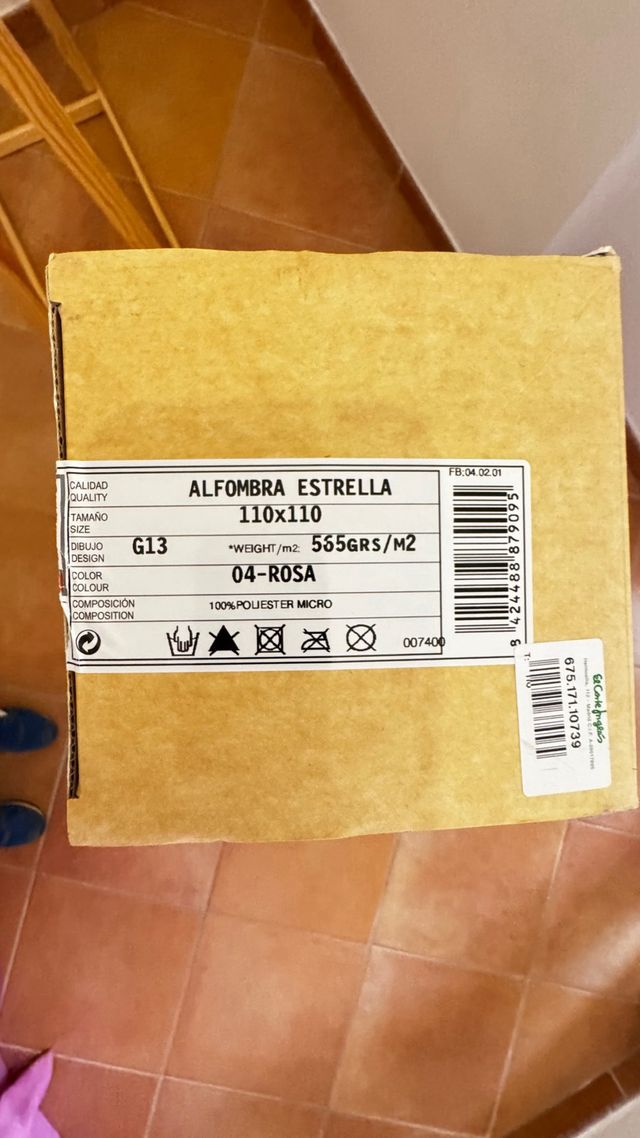 FB:04.02.01
CALIDAD
QUALITY
ALFOMBRA ESTRELLA
TAMAÑO
SIZE
110x110
DIBUJO
DESIGN
G13
*WEIGHT/m2: 565GRS/M2
COLOR
COLOUR
04-ROSA
COMPOSICIÓN
COMPOSITION
100%POLIESTER MICRO
007400
8 424488 879095
El Corte Inglés
675.171.10739
T:
110